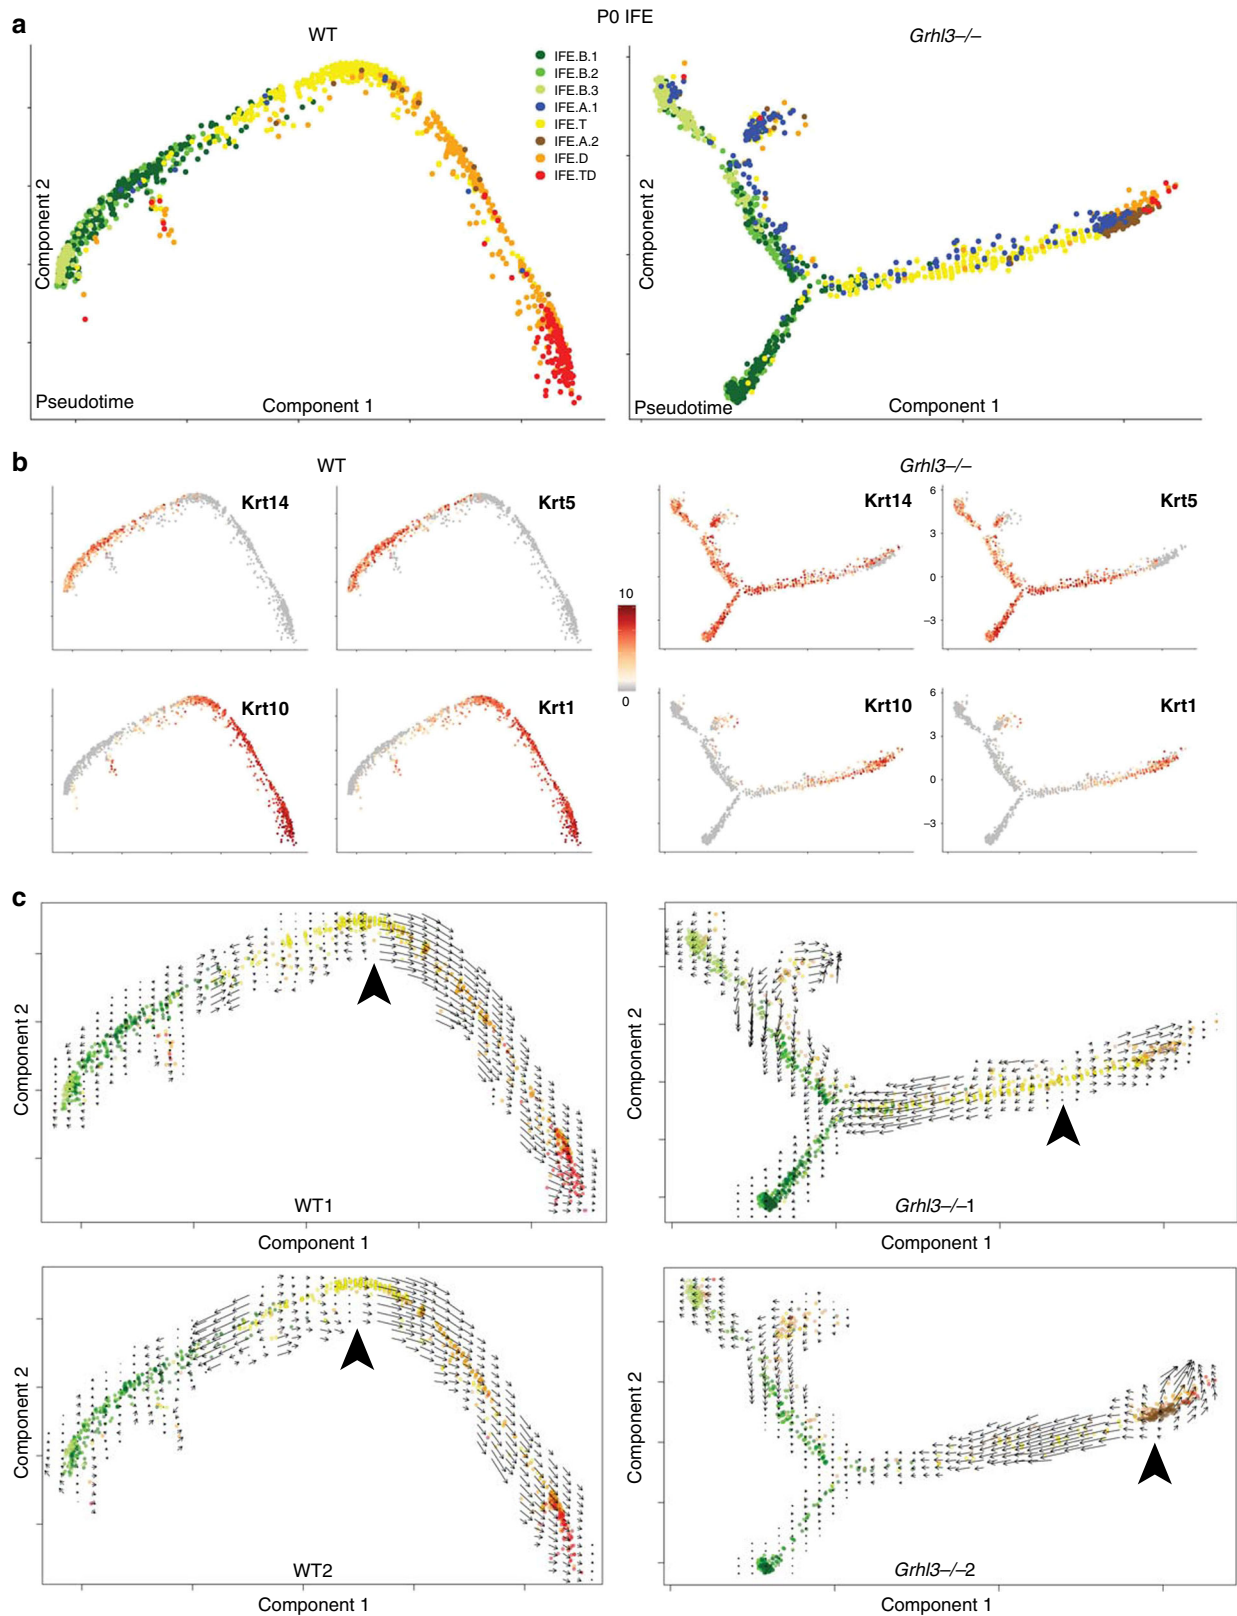 a
P0 IFE
WT
Grhl3–/–
IFE.B.1
IFE.B.2
IFE.B.3
IFE.A.1
IFE.T
IFE.A.2
IFE.D
IFE.TD
Component 2
Pseudotime
Component 1
Component 2
Pseudotime
Component 1
b
WT
Grhl3–/–
Krt14
Krt5
Krt14
6
3
0
–3
Krt5
10
0
Krt10
Krt1
Krt10
6
3
0
–3
Krt1
c
Component 2
WT1
Component 1
Component 2
Grhl3–/–1
Component 1
Component 2
WT2
Component 1
Component 2
Grhl3–/–2
Component 1